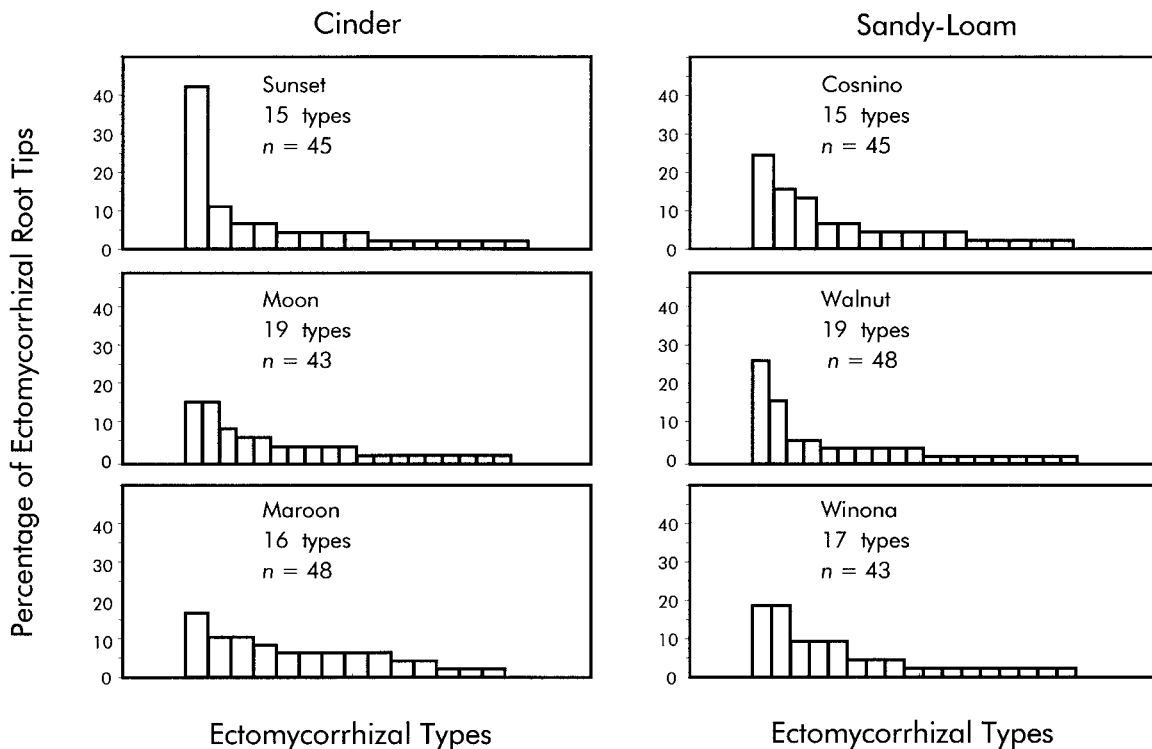 Cinder
Sandy-Loam
Percentage of Ectomycorrhizal Root Tips
40
30
20
10
0
Sunset
15 types
n = 45
40
30
20
10
0
Cosnino
15 types
n = 45
40
30
20
10
0
Moon
19 types
n = 43
40
30
20
10
0
Walnut
19 types
n = 48
40
30
20
10
0
Maroon
16 types
n = 48
40
30
20
10
0
Winona
17 types
n = 43
Ectomycorrhizal Types
Ectomycorrhizal Types